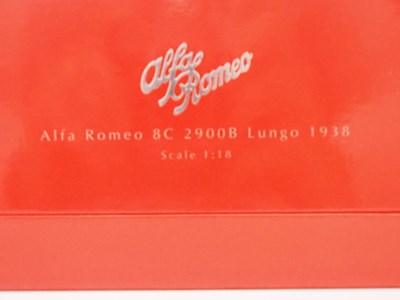 Alfa
Romeo
Alfa Romeo 8C 2900B Lungo 1938
Scale 1:18